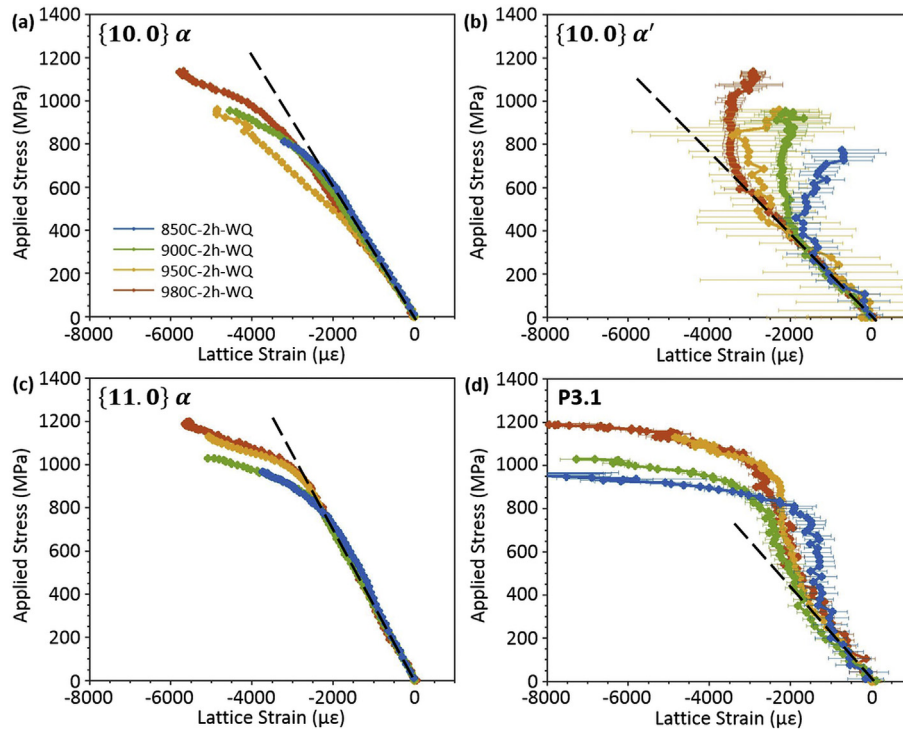 (a) {10.0} α
1400
1200
1000
800
600
400
200
0
Applied Stress (MPa)
850C-2h-WQ
900C-2h-WQ
950C-2h-WQ
980C-2h-WQ
-8000 -6000 -4000 -2000 0
Lattice Strain (με)
(b) {10.0} α′
1400
1200
1000
800
600
400
200
0
Applied Stress (MPa)
-8000 -6000 -4000 -2000 0
Lattice Strain (με)
(c) {11.0} α
1400
1200
1000
800
600
400
200
0
Applied Stress (MPa)
-8000 -6000 -4000 -2000 0
Lattice Strain (με)
(d) P3.1
1400
1200
1000
800
600
400
200
0
Applied Stress (MPa)
-8000 -6000 -4000 -2000 0
Lattice Strain (με)